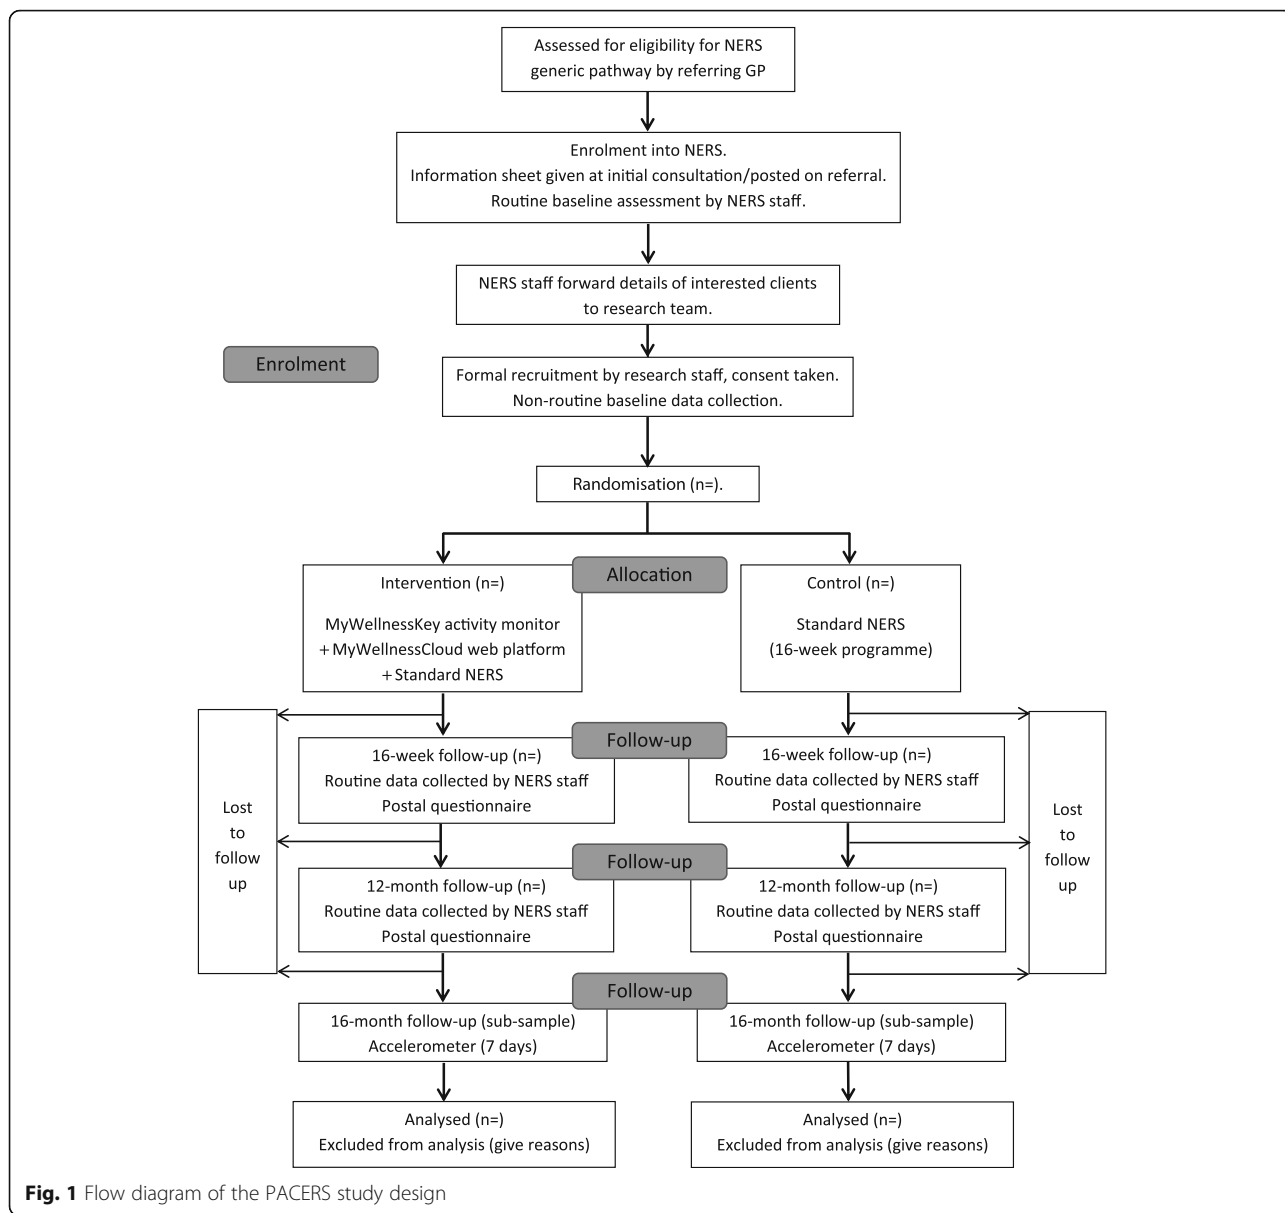 Assessed for eligibility for NERS
generic pathway by referring GP
Enrolment into NERS.
Information sheet given at initial consultation/posted on referral.
Routine baseline assessment by NERS staff.
NERS staff forward details of interested clients
to research team.
Enrolment
Formal recruitment by research staff, consent taken.
Non-routine baseline data collection.
Randomisation (n=).
Allocation
Intervention (n=)
MyWellnessKey activity monitor
+MyWellnessCloud web platform
+Standard NERS
Control (n=)
Standard NERS
(16-week programme)
Follow-up
16-week follow-up (n=)
Routine data collected by NERS staff
Postal questionnaire
16-week follow-up (n=)
Routine data collected by NERS staff
Postal questionnaire
Lost
to
follow
up
Lost
to
follow
up
Follow-up
12-month follow-up (n=)
Routine data collected by NERS staff
Postal questionnaire
12-month follow-up (n=)
Routine data collected by NERS staff
Postal questionnaire
Follow-up
16-month follow-up (sub-sample)
Accelerometer (7 days)
16-month follow-up (sub-sample)
Accelerometer (7 days)
Analysed (n=)
Excluded from analysis (give reasons)
Analysed (n=)
Excluded from analysis (give reasons)
Fig. 1 Flow diagram of the PACERS study design